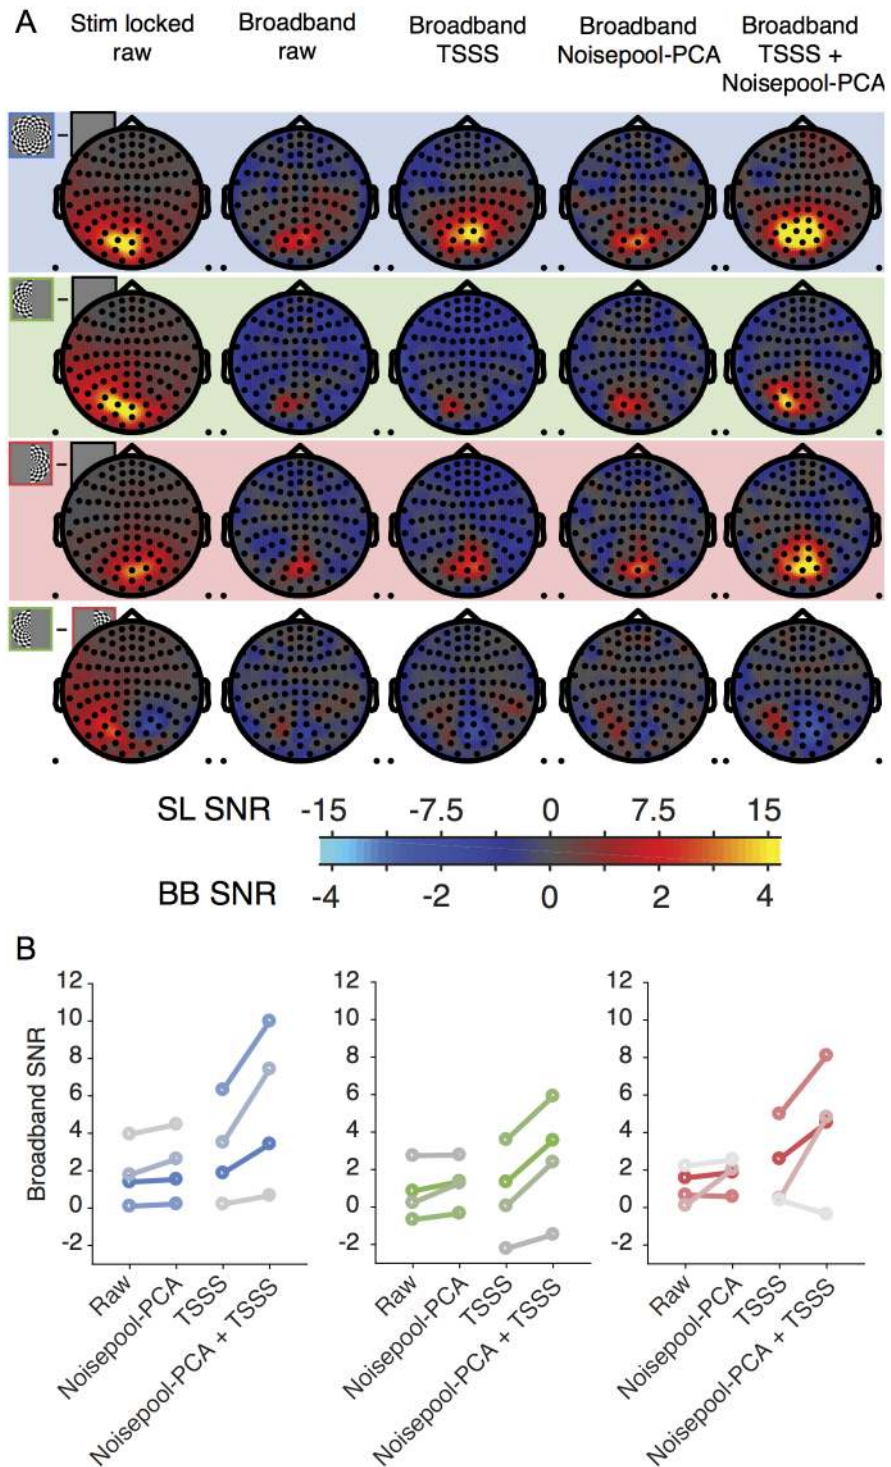 A
Stim locked
raw
Broadband
raw
Broadband
TSSS
Broadband
Noisepool-PCA
Broadband
TSSS +
Noisepool-PCA
SL SNR -15 -7.5 0 7.5 15
BB SNR -4 -2 0 2 4
B
Broadband SNR
12
10
8
6
4
2
0
-2
Raw
Noisepool-PCA
TSSS
Noisepool-PCA + TSSS
12
10
8
6
4
2
0
-2
Raw
Noisepool-PCA
TSSS
Noisepool-PCA + TSSS
12
10
8
6
4
2
0
-2
Raw
Noisepool-PCA
TSSS
Noisepool-PCA + TSSS